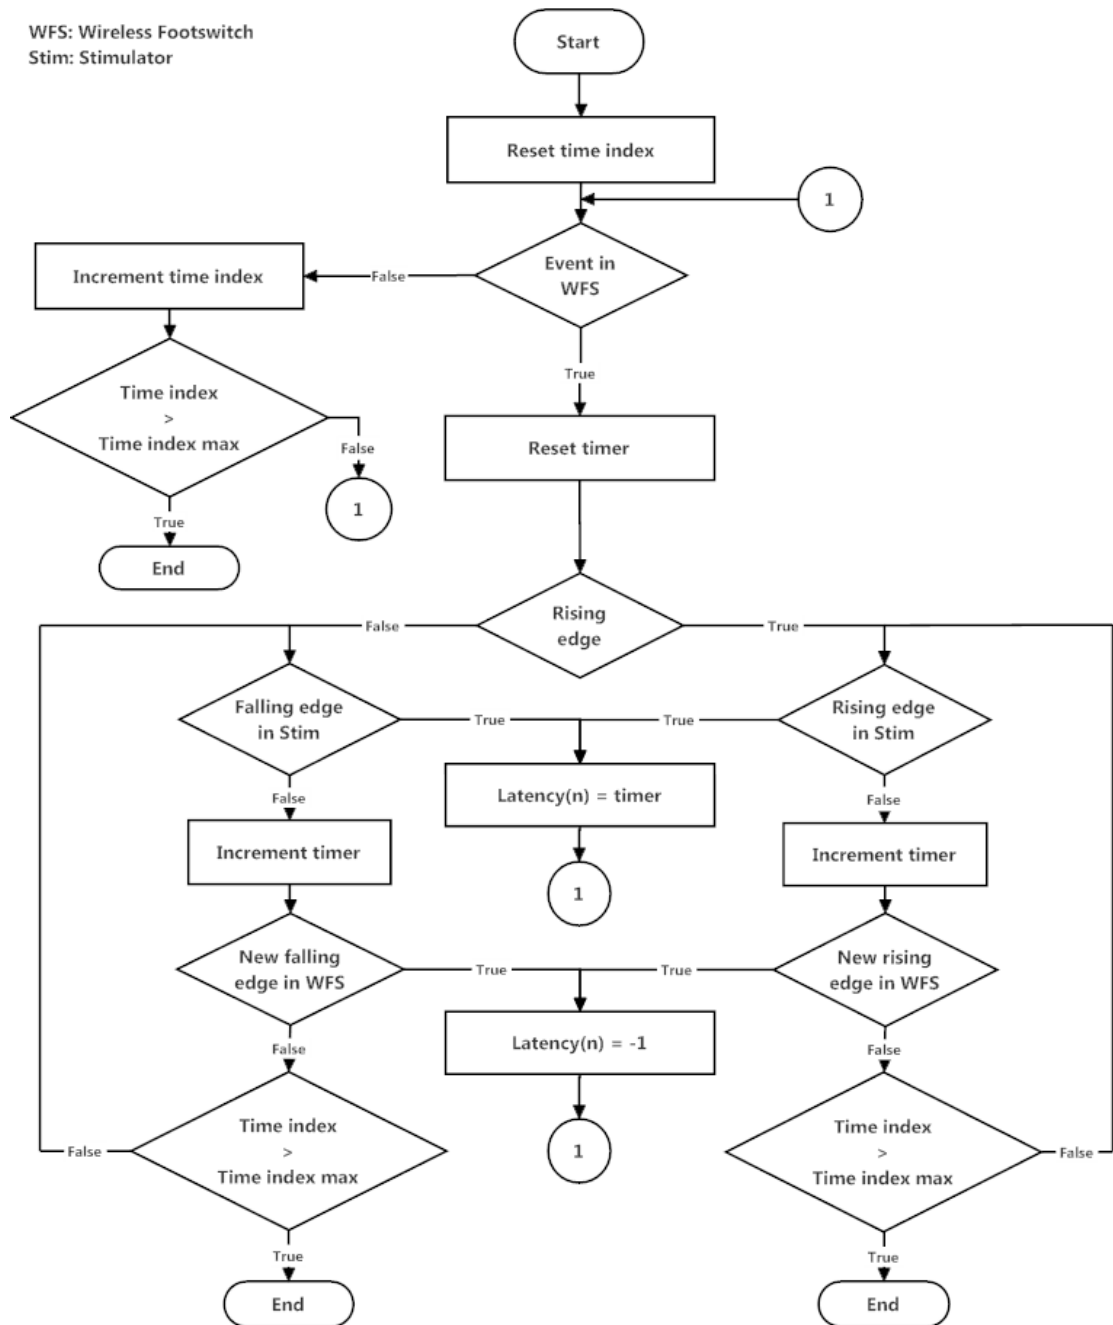 WFS: Wireless Footswitch
Stim: Stimulator
Start
Reset time index
1
Event in
WFS
False
Increment time index
True
Time index
>
Time index max
False
1
True
End
Reset timer
Rising
edge
False
True
Falling edge
in Stim
True
True
Rising edge
in Stim
Latency(n) = timer
False
False
Increment timer
Increment timer
1
New falling
edge in WFS
True
True
New rising
edge in WFS
Latency(n) = -1
False
False
Time index
>
Time index max
False
1
Time index
>
Time index max
False
True
True
End
End